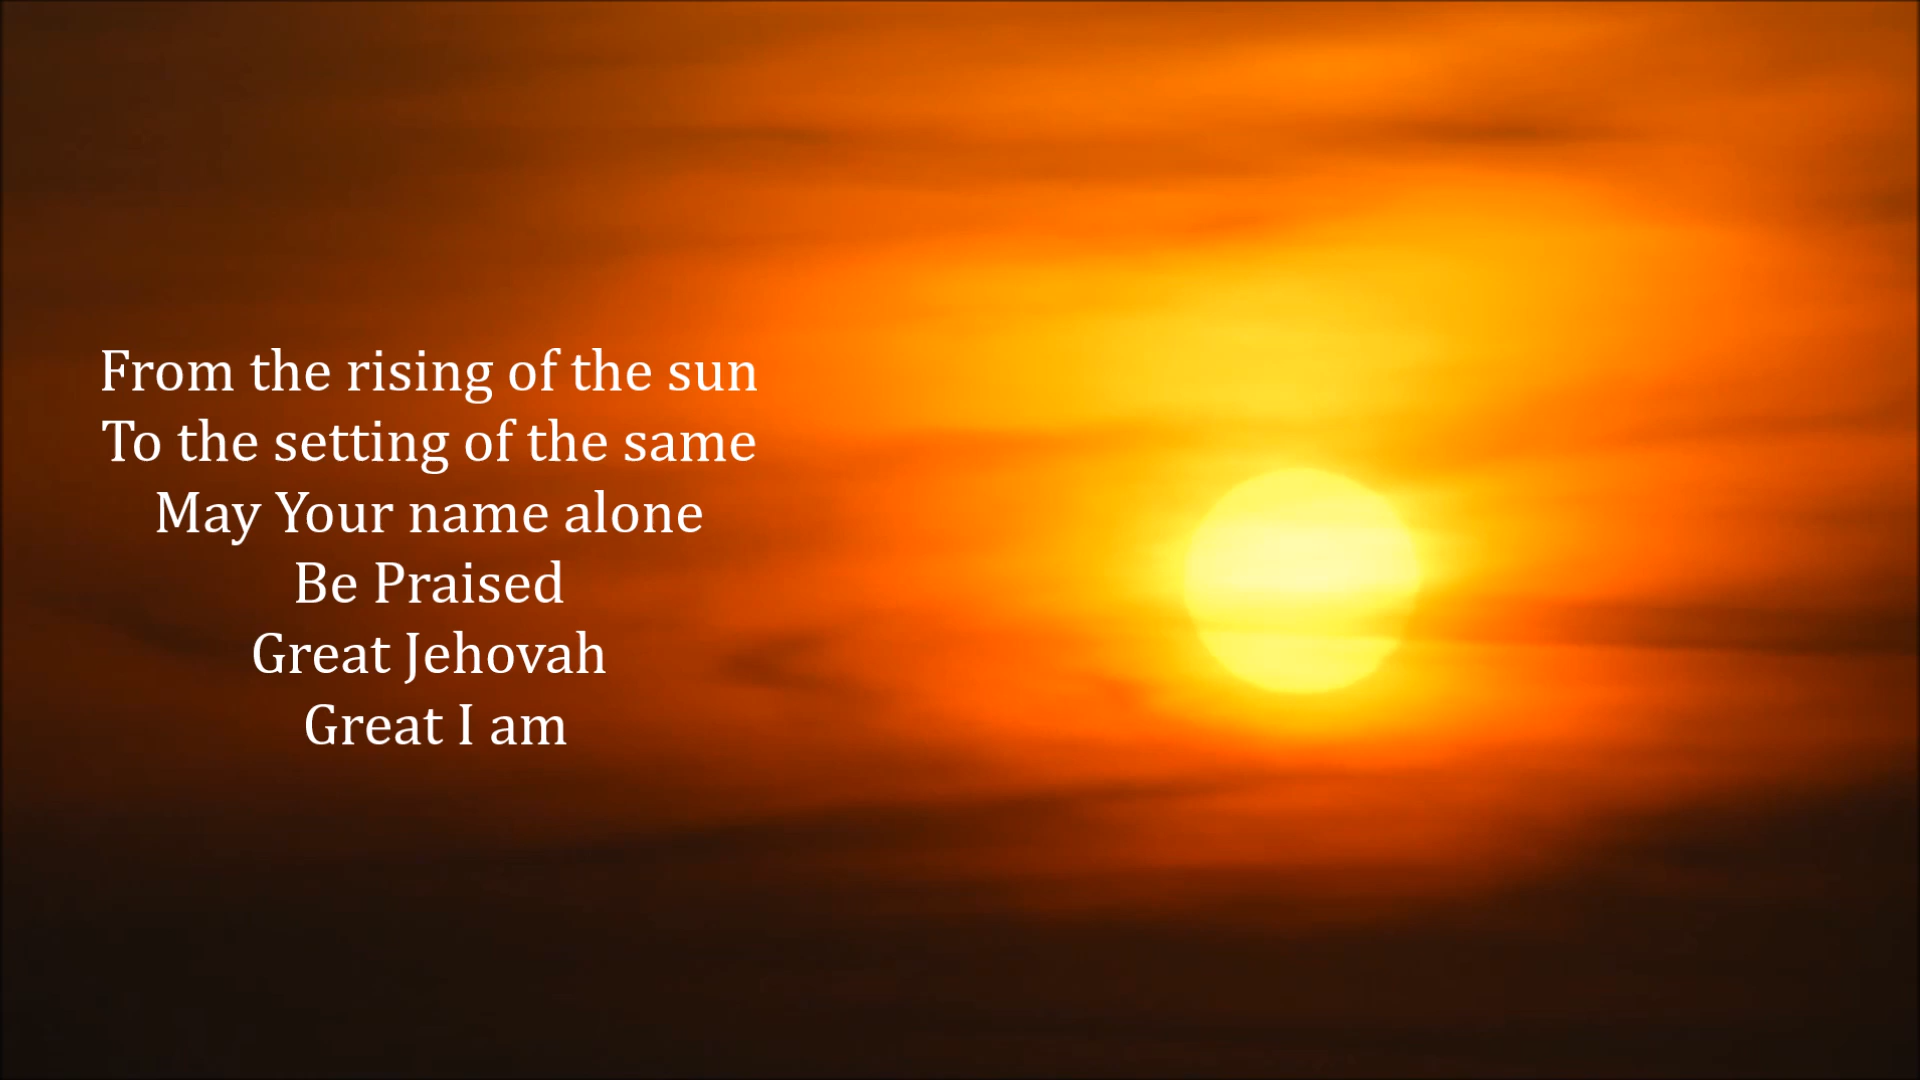 From the rising of the sun
To the setting of the same
May Your name alone
Be Praised
Great Jehovah
Great I am